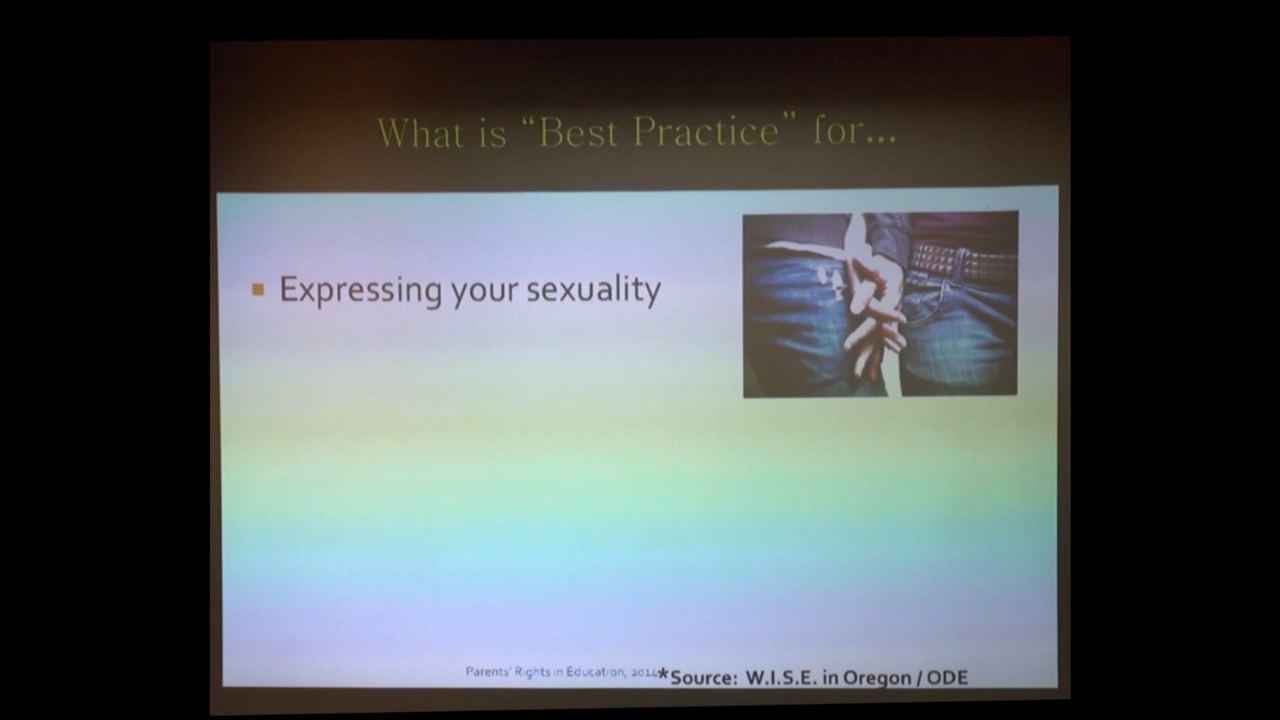 What is “Best Practice” for...
Expressing your sexuality
Parents' Rights in Education, 2014
*Source: W.I.S.E. in Oregon / ODE